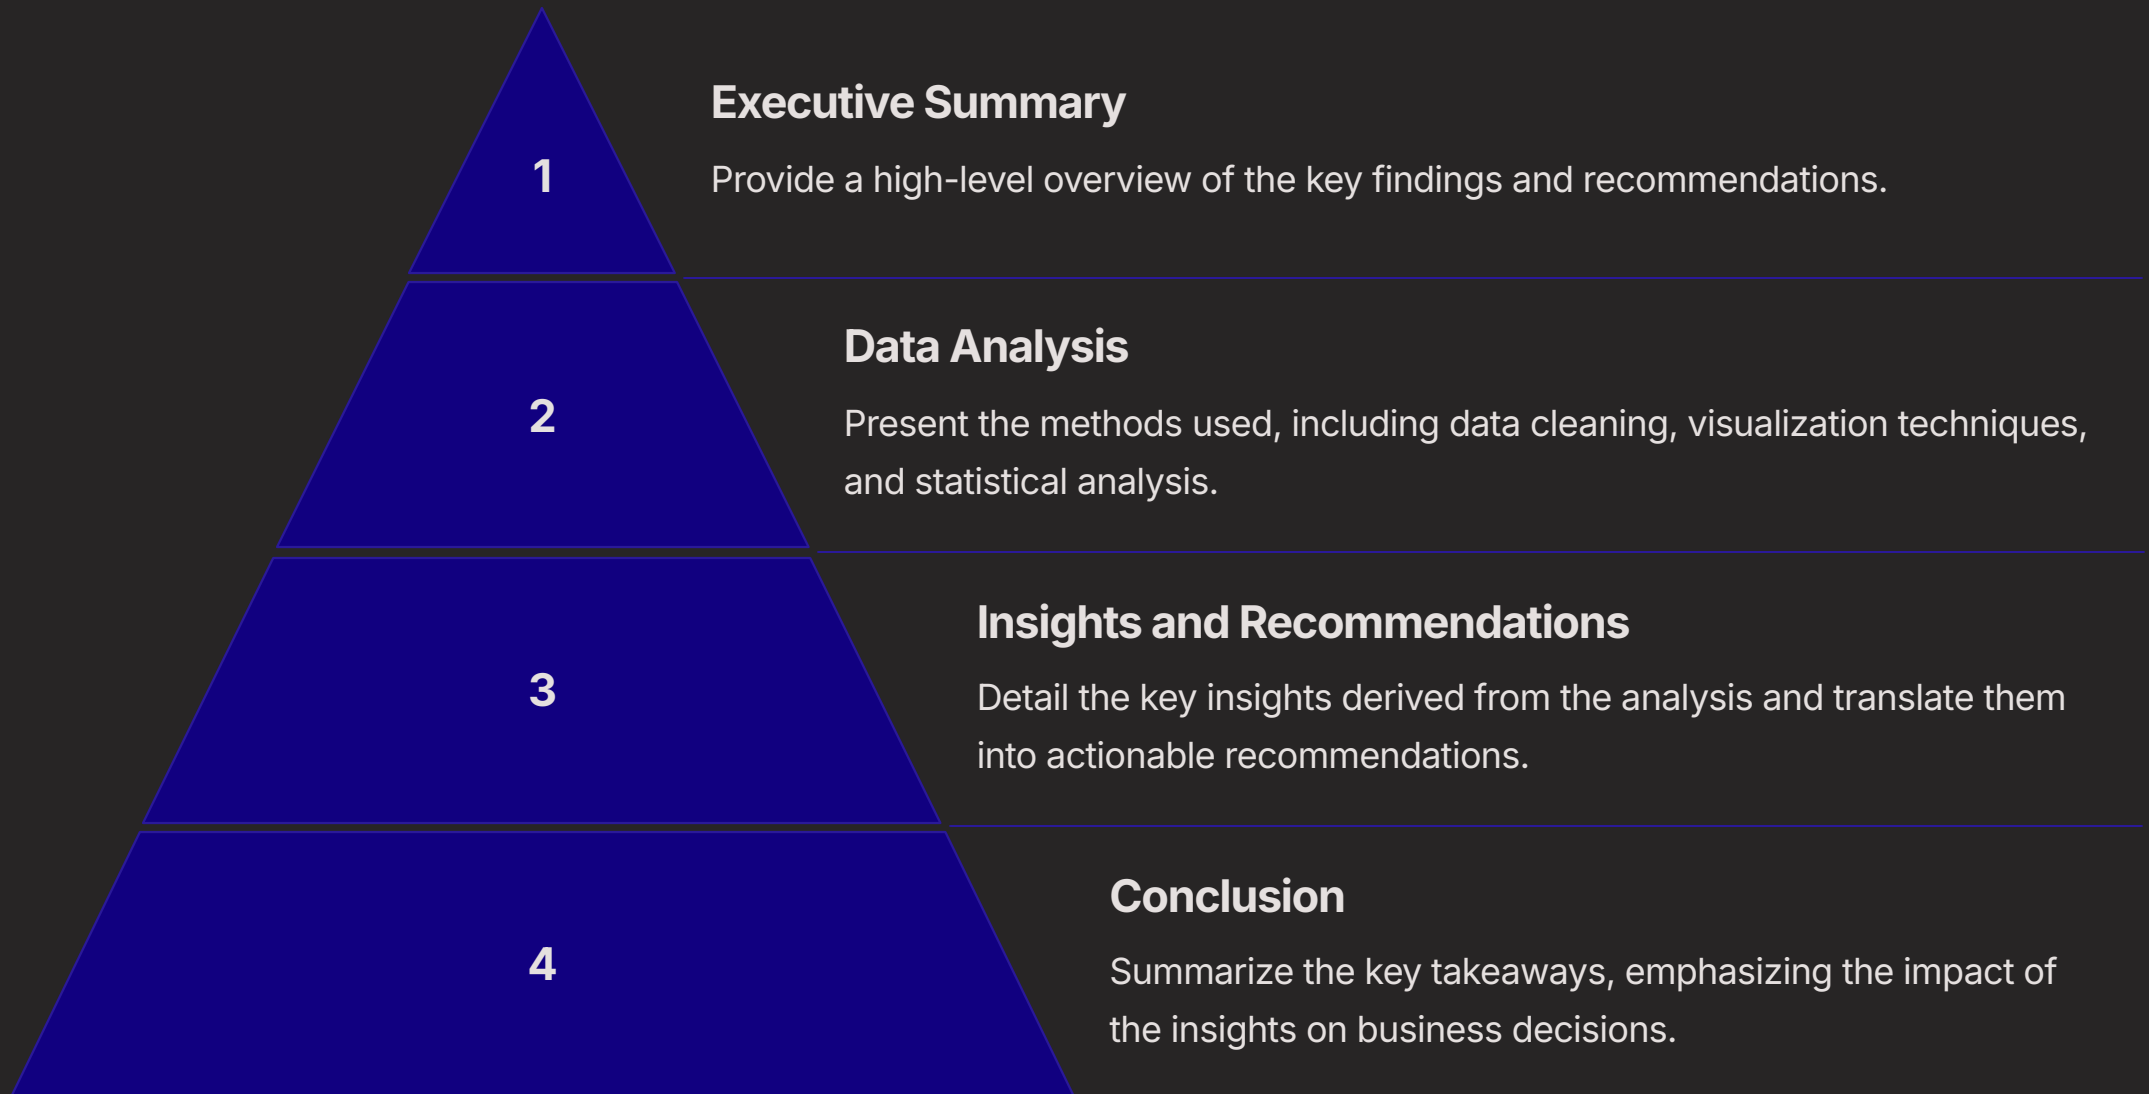 1
Executive Summary
Provide a high-level overview of the key findings and recommendations.
2
Data Analysis
Present the methods used, including data cleaning, visualization techniques,
and statistical analysis.
3
Insights and Recommendations
Detail the key insights derived from the analysis and translate them
into actionable recommendations.
4
Conclusion
Summarize the key takeaways, emphasizing the impact of
the insights on business decisions.